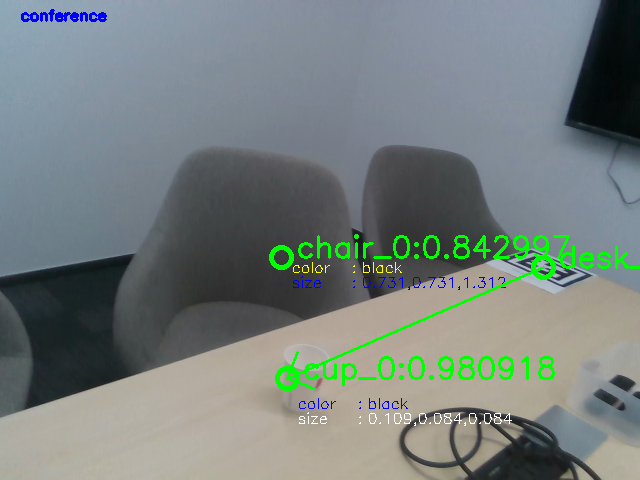 conference
chair_0:0.842997
desk_
color : black
size : 0.731,0.731,1.312
cup_0:0.980918
color : black
size : 0.109,0.084,0.084